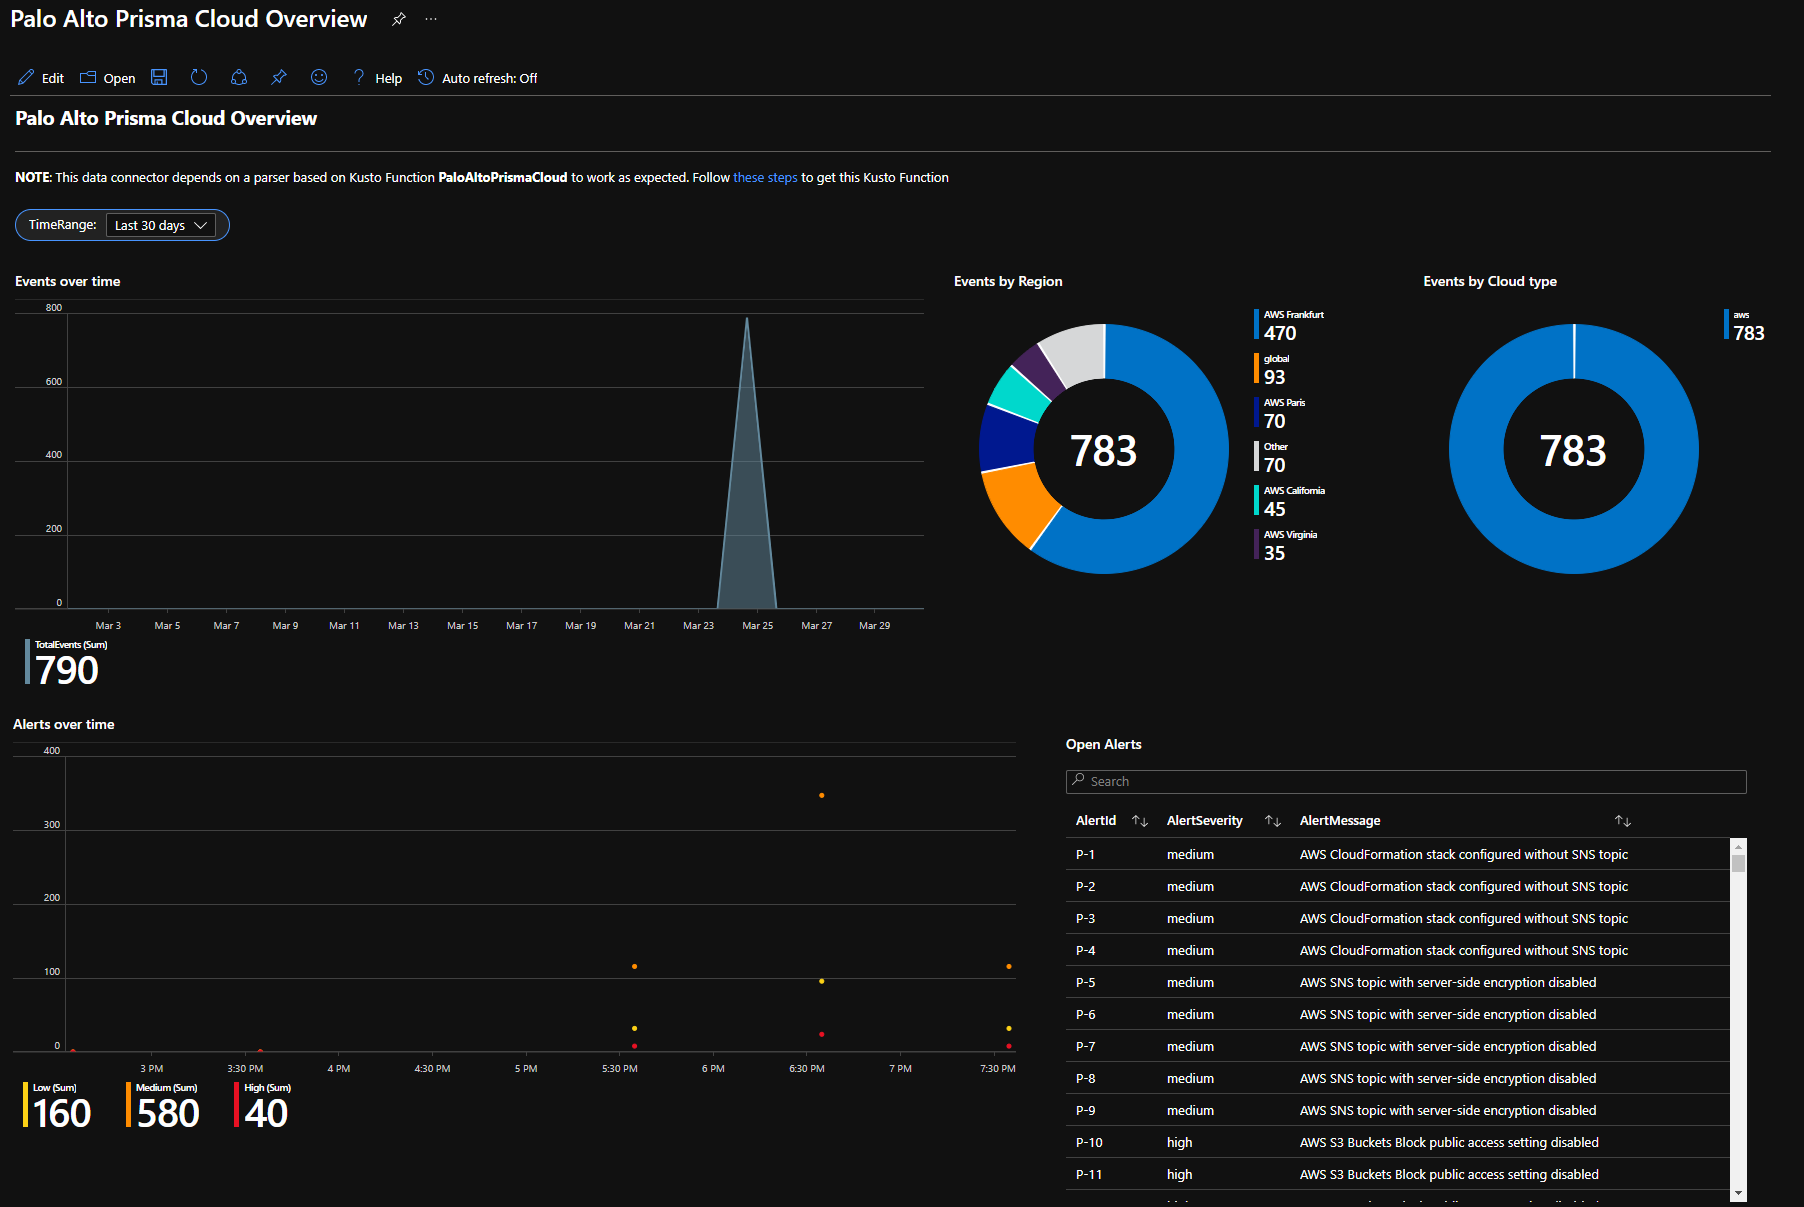 Palo Alto Prisma Cloud Overview
Edit Open Help Auto refresh: Off
Palo Alto Prisma Cloud Overview
NOTE: This data connector depends on a parser based on Kusto Function PaloAltoPrismaCloud to work as expected. Follow these steps to get this Kusto Function
TimeRange: Last 30 days
Events over time
800
600
400
200
0
Mar 3 Mar 5 Mar 7 Mar 9 Mar 11 Mar 13 Mar 15 Mar 17 Mar 19 Mar 21 Mar 23 Mar 25 Mar 27 Mar 29
TotalEvents (Sum)
790
Events by Region
783
AWS Frankfurt
470
global
93
AWS Paris
70
Other
70
AWS California
45
AWS Virginia
35
Events by Cloud type
783
aws
783
Alerts over time
400
300
200
100
0
3 PM 3:30 PM 4 PM 4:30 PM 5 PM 5:30 PM 6 PM 6:30 PM 7 PM 7:30 PM
Low (Sum) Medium (Sum) High (Sum)
160 580 40
Open Alerts
Search
AlertId AlertSeverity AlertMessage
P-1 medium AWS CloudFormation stack configured without SNS topic
P-2 medium AWS CloudFormation stack configured without SNS topic
P-3 medium AWS CloudFormation stack configured without SNS topic
P-4 medium AWS CloudFormation stack configured without SNS topic
P-5 medium AWS SNS topic with server-side encryption disabled
P-6 medium AWS SNS topic with server-side encryption disabled
P-7 medium AWS SNS topic with server-side encryption disabled
P-8 medium AWS SNS topic with server-side encryption disabled
P-9 medium AWS SNS topic with server-side encryption disabled
P-10 high AWS S3 Buckets Block public access setting disabled
P-11 high AWS S3 Buckets Block public access setting disabled